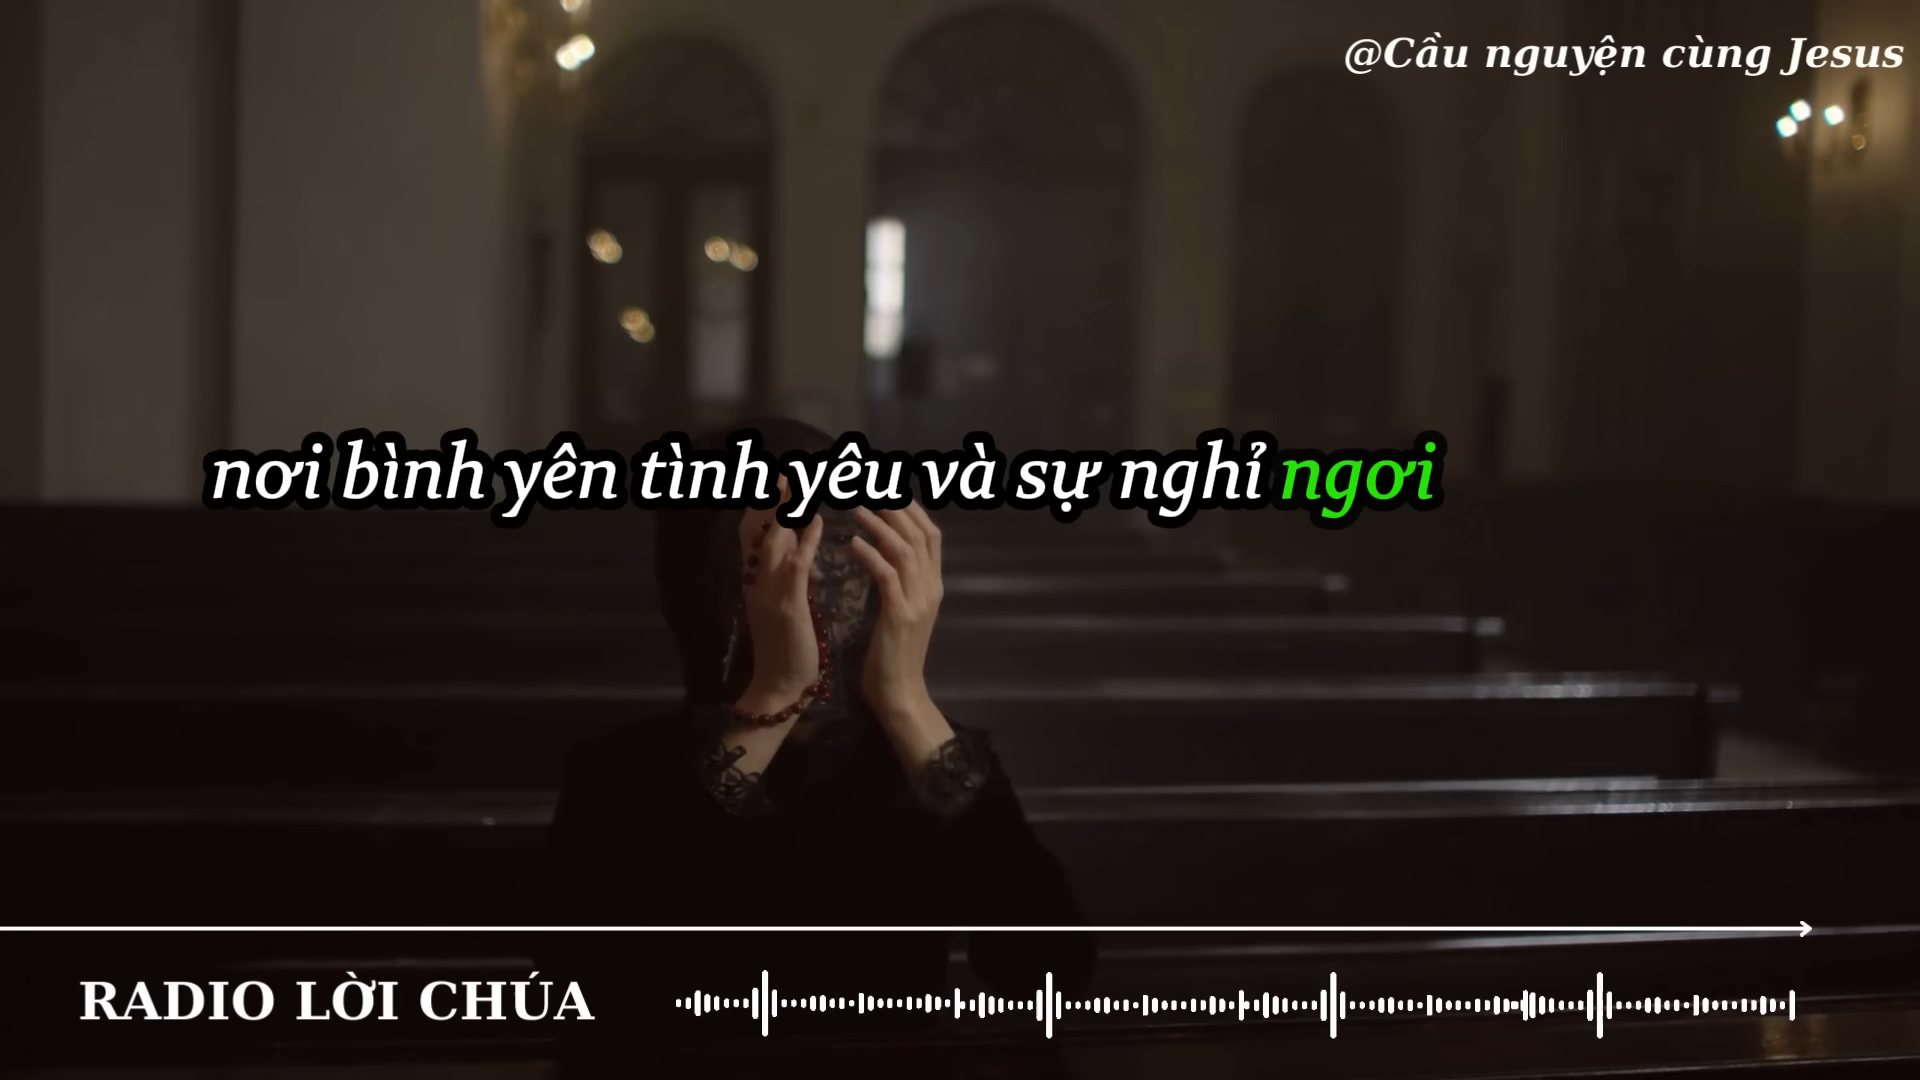 @Cầu nguyện cùng Jesus
nơi bình yên tình yêu và sự nghỉ ngơi
RADIO LỜI CHÚA